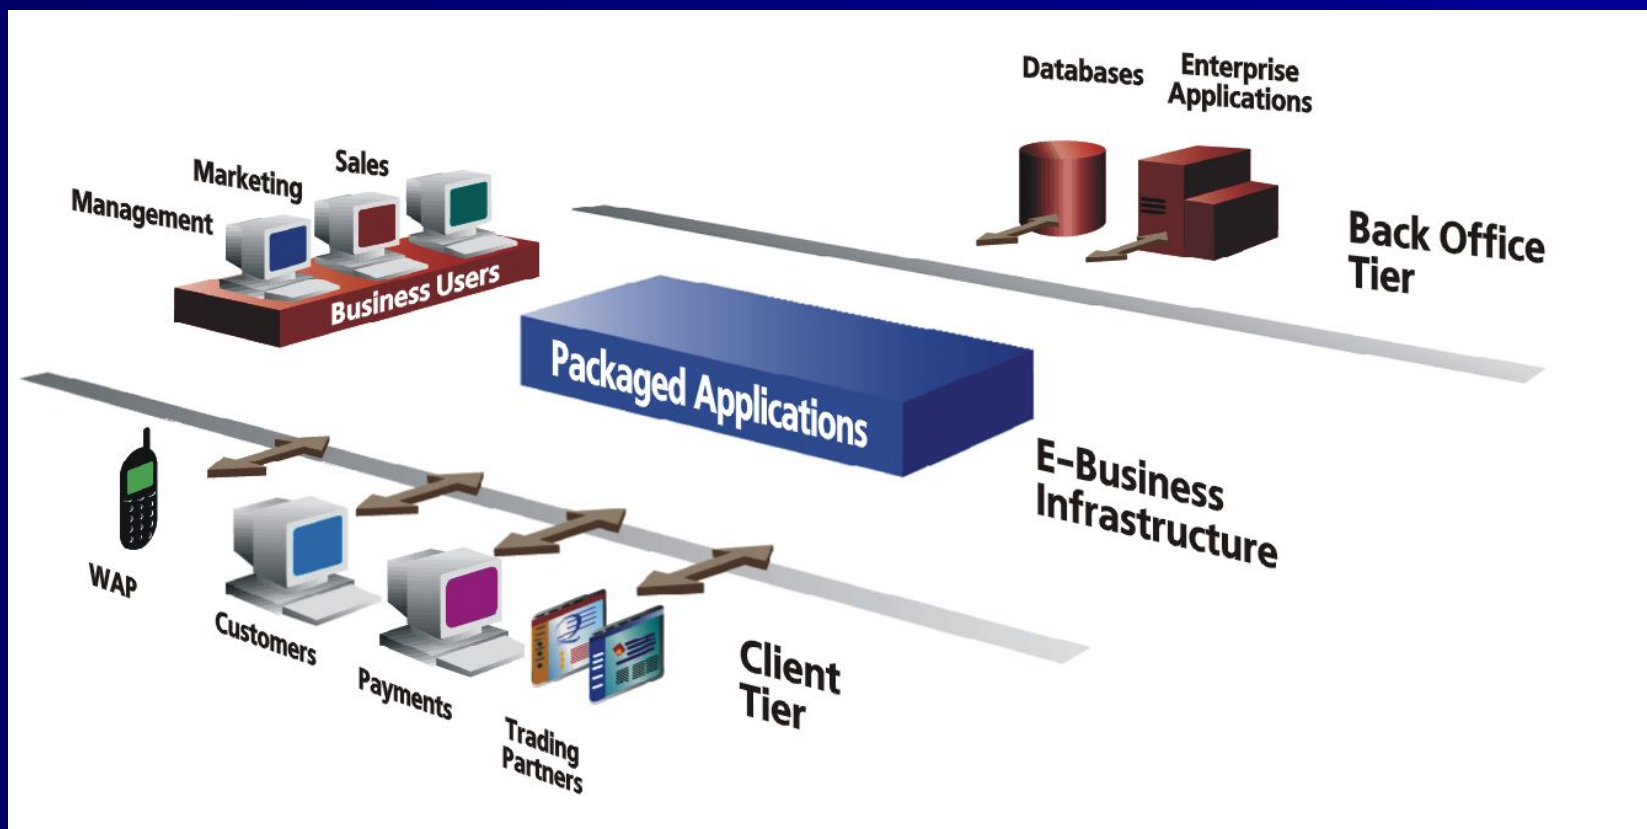 Databases
Enterprise
Applications
Sales
Marketing
Management
Business Users
Back Office
Tier
Packaged Applications
E-Business
Infrastructure
WAP
Customers
Payments
Trading
Partners
Client
Tier